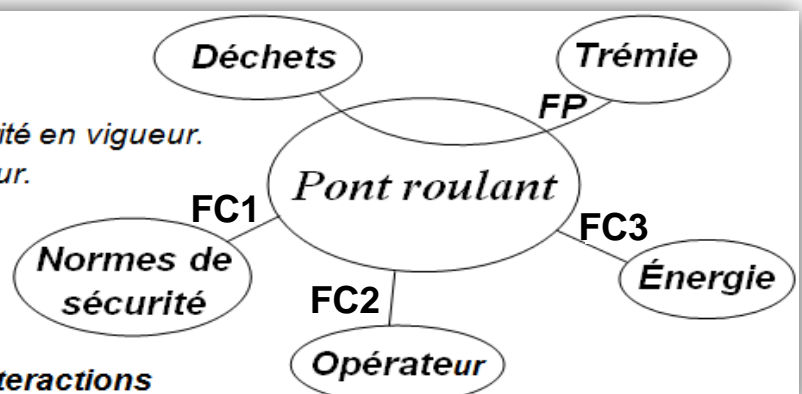 Déchets
Trémie
FP
ité en vigueur.
ur.
Pont roulant
FC1
FC3
Normes de
sécurité
Énergie
FC2
Opérateur
teractions